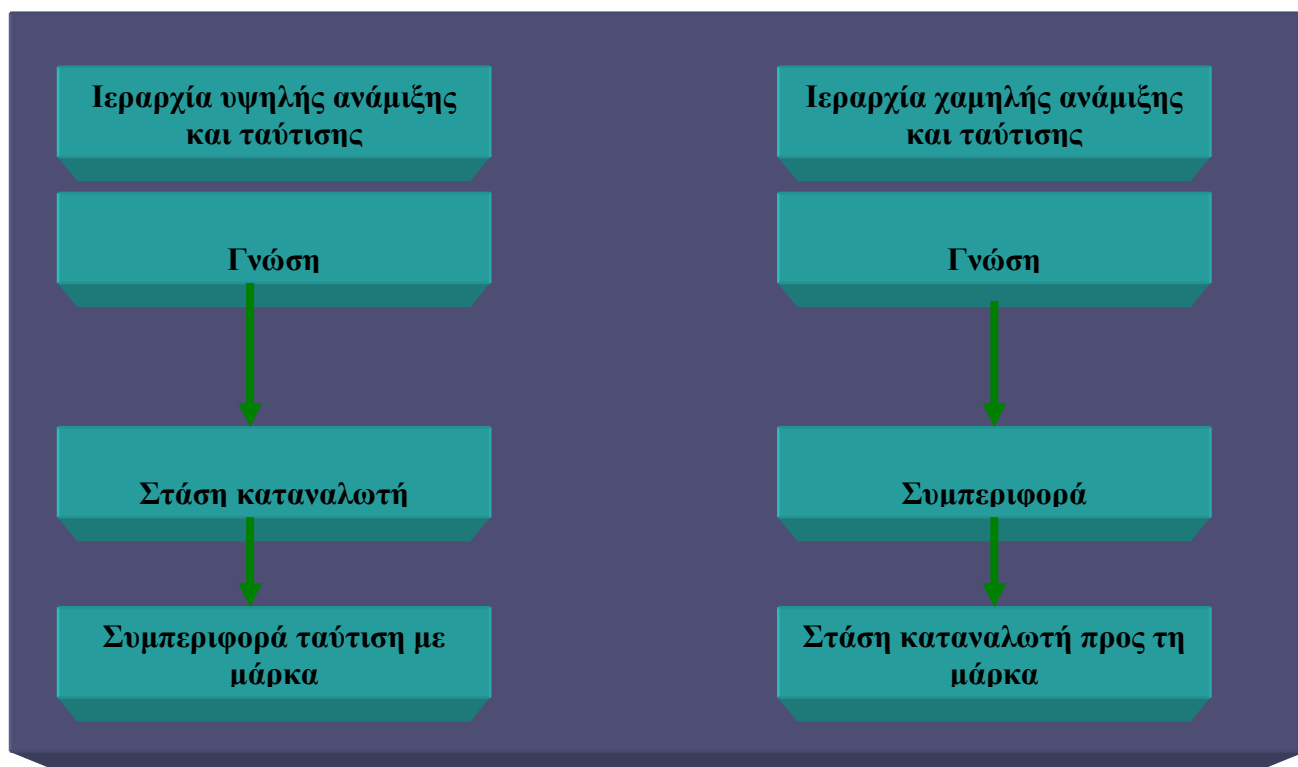 Ιεραρχία υψηλής ανάμιξης
και ταύτισης
Γνώση
Στάση καταναλωτή
Συμπεριφορά ταύτιση με
μάρκα
Ιεραρχία χαμηλής ανάμιξης
και ταύτισης
Γνώση
Συμπεριφορά
Στάση καταναλωτή προς τη
μάρκα